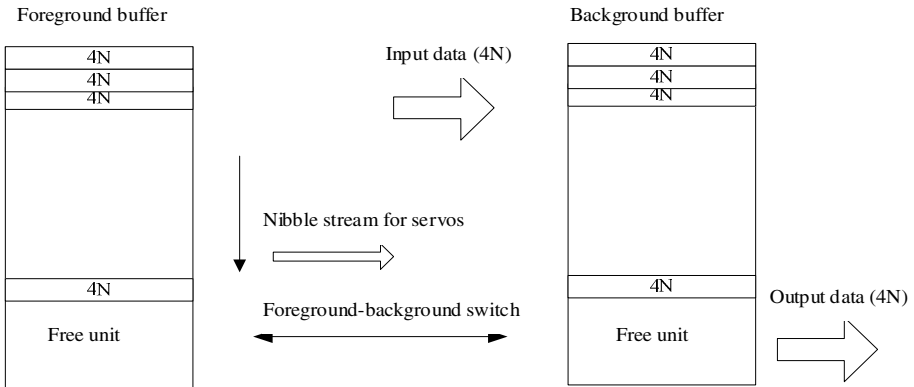 Foreground buffer
Background buffer
4N
4N
4N
Input data (4N)
4N
4N
4N
Nibble stream for servos
4N
4N
Foreground-background switch
Output data (4N)
Free unit
Free unit